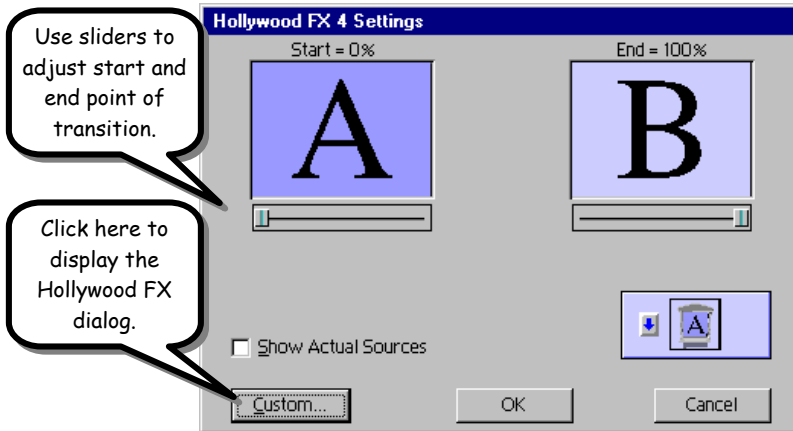 Hollywood FX 4 Settings
Use sliders to
adjust start and
end point of
transition.
Start = 0%
End = 100%
A
B
Click here to
display the
Hollywood FX
dialog.
A
Show Actual Sources
Custom...
OK
Cancel